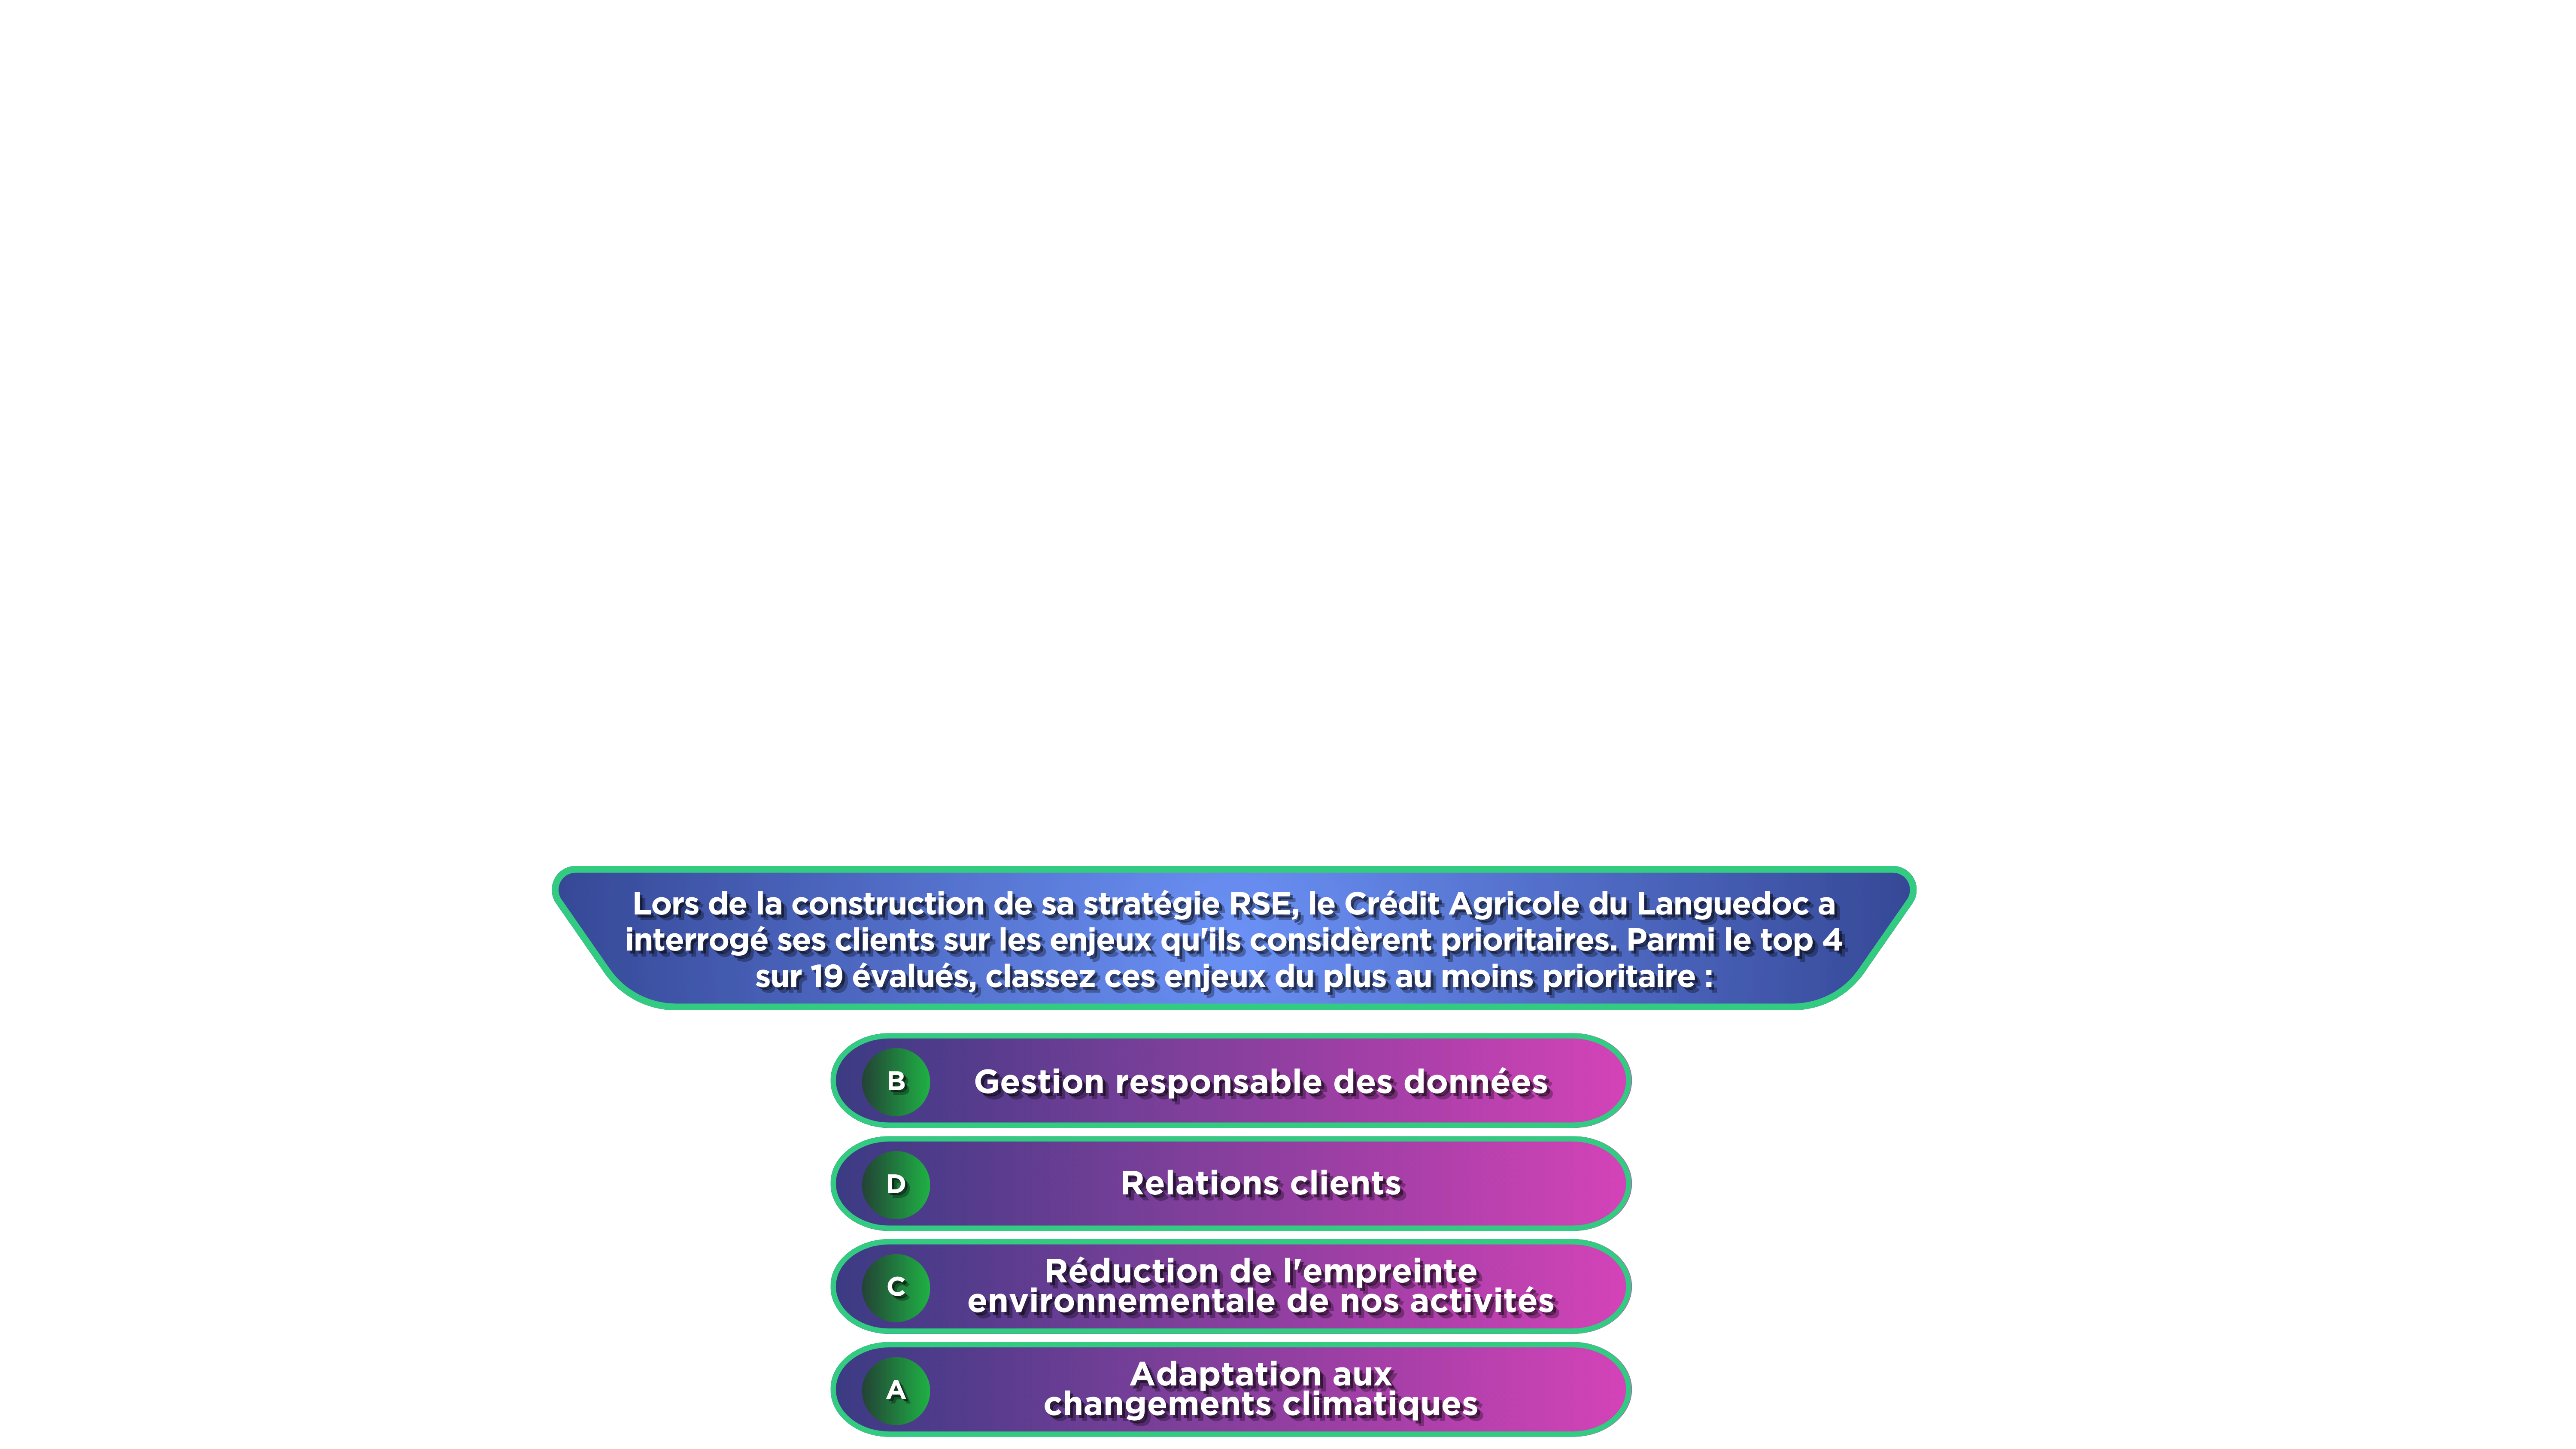 Lors de la construction de sa stratégie RSE, le Crédit Agricole du Languedoc a
interrogé ses clients sur les enjeux qu'ils considèrent prioritaires. Parmi le top 4
sur 19 évalués, classez ces enjeux du plus au moins prioritaire :
B Gestion responsable des données
D Relations clients
C Réduction de l'empreinte
environnementale de nos activités
A Adaptation aux
changements climatiques